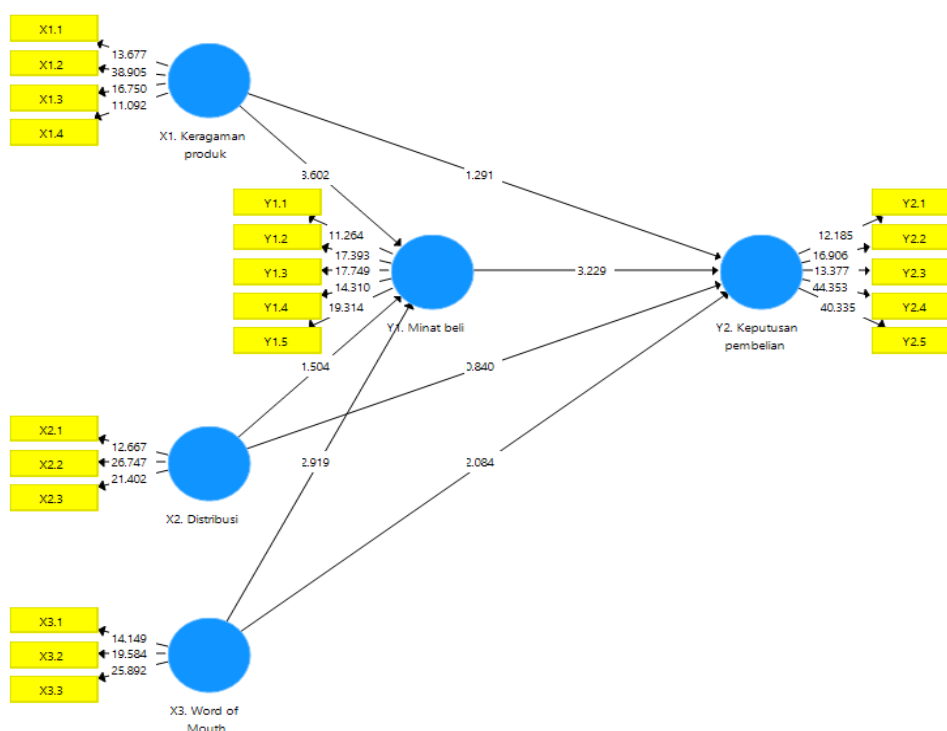 X1.1
X1.2
X1.3
X1.4
13.677
38.905
16.750
11.092
X1. Keragaman
produk
3.602
1.291
Y1.1
Y1.2
Y1.3
Y1.4
Y1.5
11.264
17.393
17.749
14.310
19.314
Y1. Minat beli
3.229
12.185
16.906
13.377
44.353
40.335
Y2.1
Y2.2
Y2.3
Y2.4
Y2.5
Y2. Keputusan
pembelian
1.504
0.840
2.919
2.084
X2.1
X2.2
X2.3
12.667
26.747
21.402
X2. Distribusi
X3.1
X3.2
X3.3
14.149
19.584
25.892
X3. Word of
Mouth